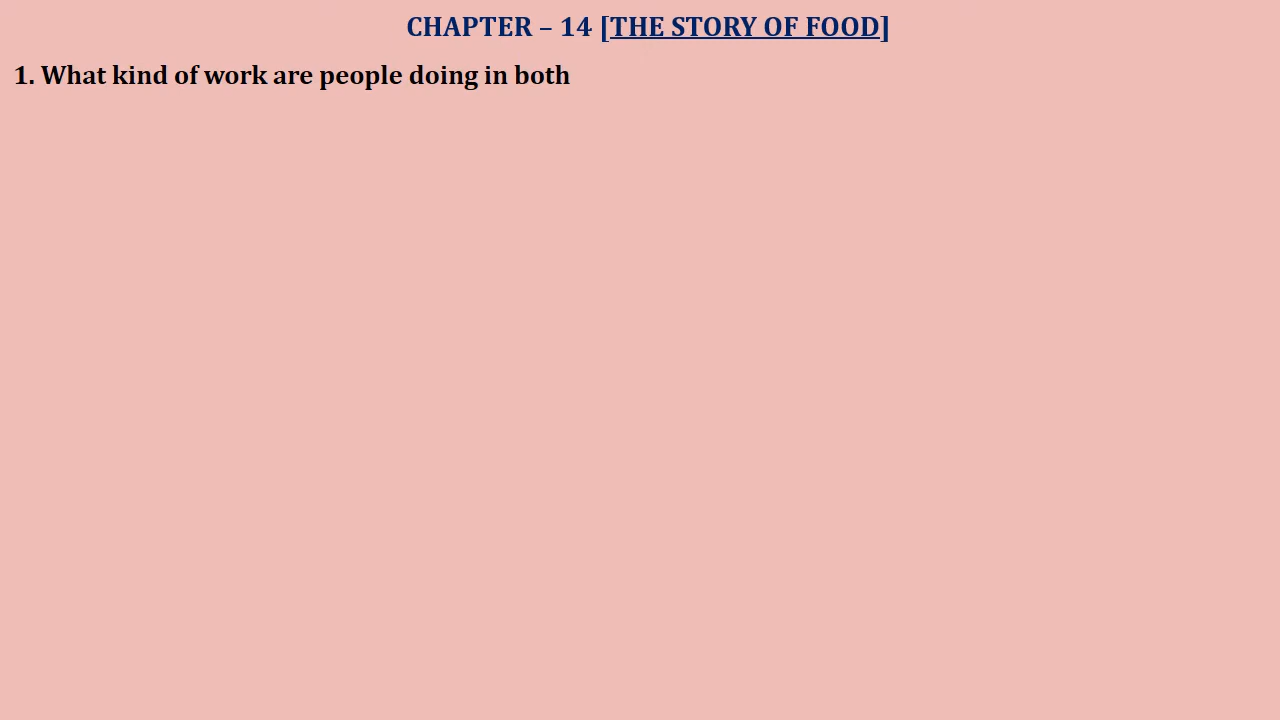 CHAPTER – 14 [THE STORY OF FOOD]
1. What kind of work are people doing in both